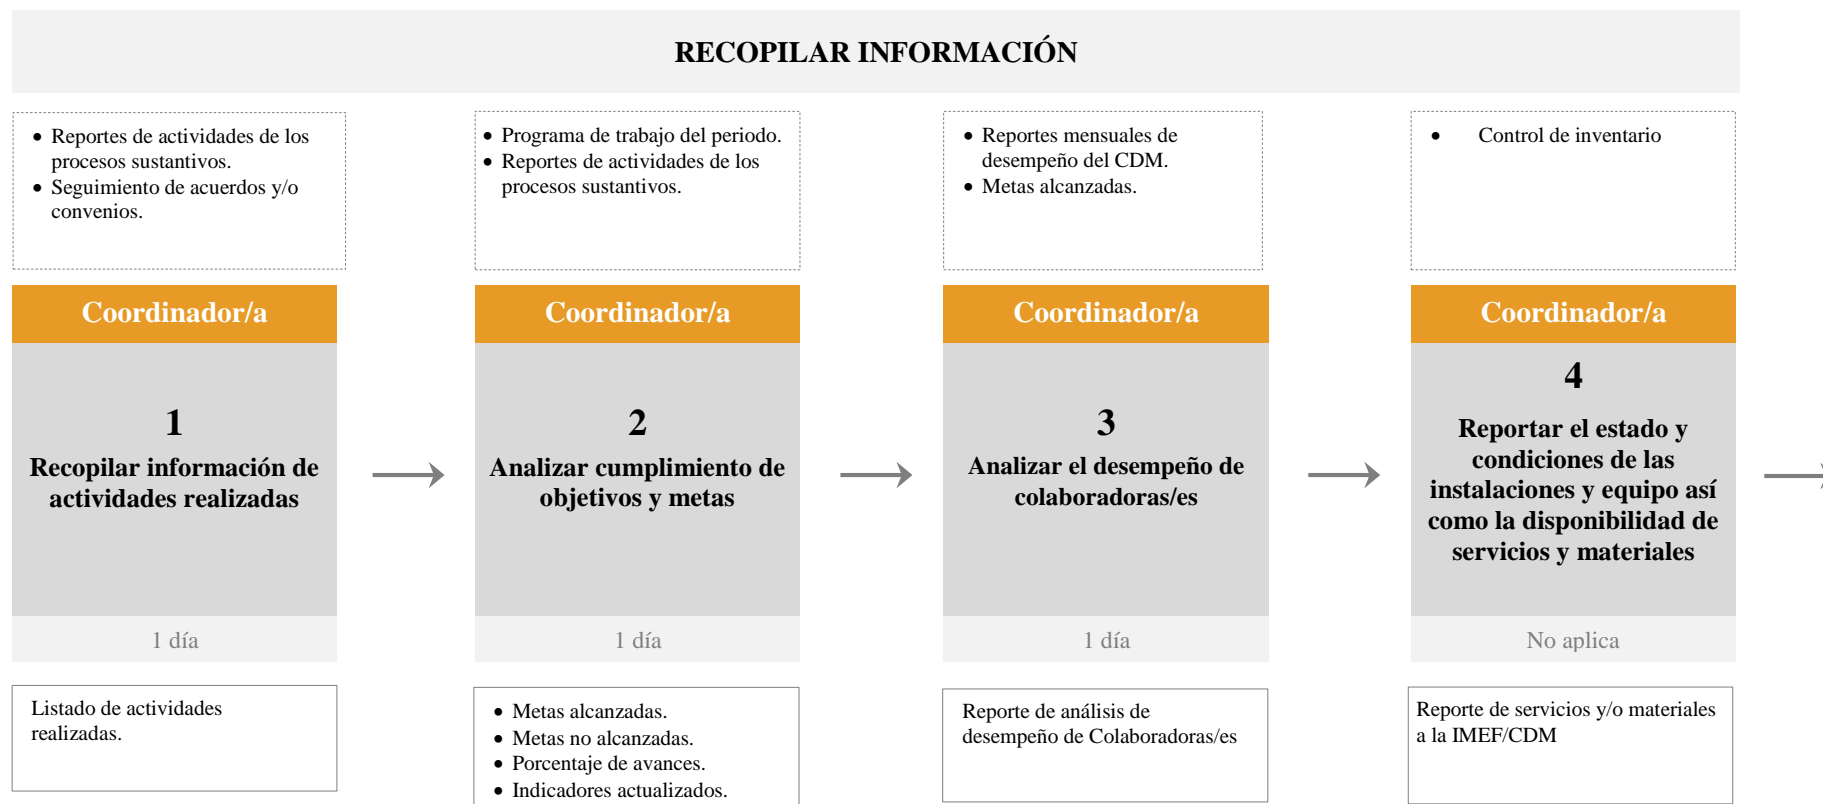 RECOPILAR INFORMACIÓN
• Reportes de actividades de los
procesos sustantivos.
• Seguimiento de acuerdos y/o
convenios.
• Programa de trabajo del periodo.
• Reportes de actividades de los
procesos sustantivos.
• Reportes mensuales de
desempeño del CDM.
• Metas alcanzadas.
• Control de inventario
Coordinador/a
1
Recopilar información de
actividades realizadas
1 día
Coordinador/a
2
Analizar cumplimiento de
objetivos y metas
1 día
Coordinador/a
3
Analizar el desempeño de
colaboradoras/es
1 día
Coordinador/a
4
Reportar el estado y
condiciones de las
instalaciones y equipo así
como la disponibilidad de
servicios y materiales
No aplica
Listado de actividades
realizadas.
• Metas alcanzadas.
• Metas no alcanzadas.
• Porcentaje de avances.
• Indicadores actualizados.
Reporte de análisis de
desempeño de Colaboradoras/es
Reporte de servicios y/o materiales
a la IMEF/CDM